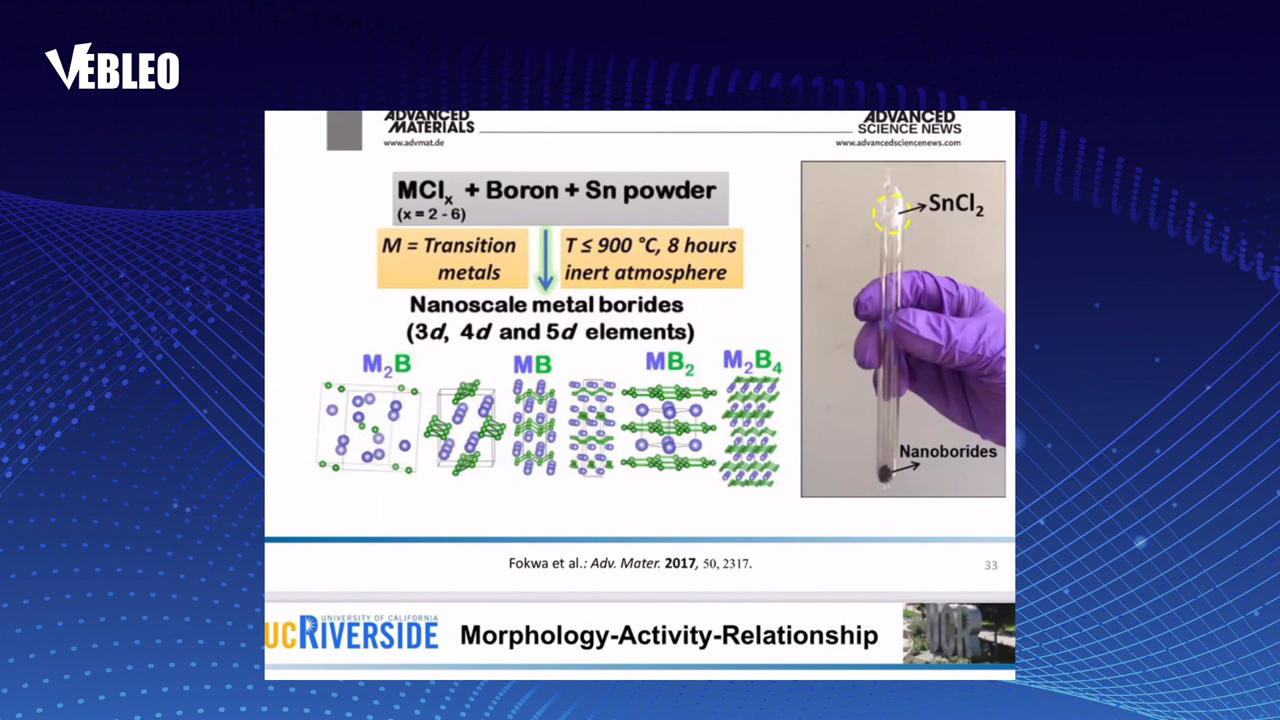 VEBLEO
ADVANCED
MATERIALS
www.advmat.de
ADVANCED
SCIENCE NEWS
www.advancedsciencenews.com
MClx + Boron + Sn powder
(x = 2 - 6)
M = Transition
metals
T ≤ 900 °C, 8 hours
inert atmosphere
Nanoscale metal borides
(3d, 4d and 5d elements)
M2B
MB
MB2
M2B4
SnCl2
Nanoborides
Fokwa et al.: Adv. Mater. 2017, 50, 2317.
33
UNIVERSITY OF CALIFORNIA
UCRIVERSIDE
Morphology-Activity-Relationship
UCR